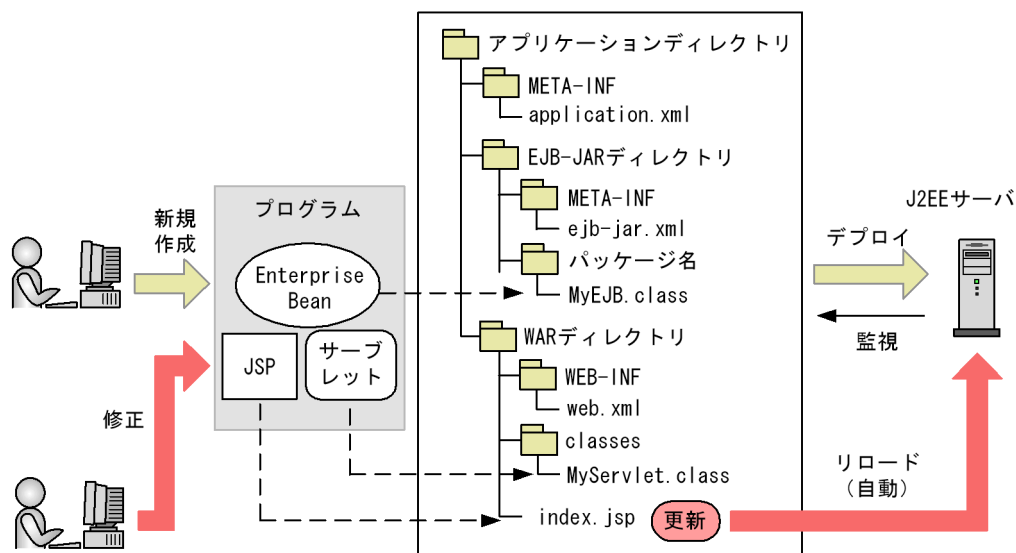 アプリケーションディレクトリ
META-INF
application.xml
EJB-JARディレクトリ
META-INF
ejb-jar.xml
パッケージ名
MyEJB.class
WARディレクトリ
WEB-INF
web.xml
classes
MyServlet.class
index.jsp
更新
プログラム
Enterprise
Bean
JSP
サーブ
レット
新規
作成
修正
J2EEサーバ
デプロイ
監視
リロード
（自動）